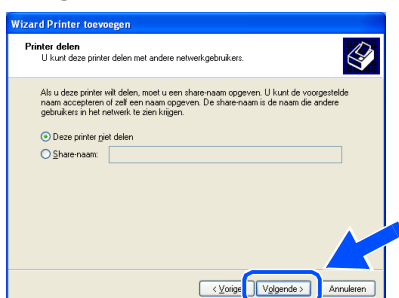 Wizard Printer toevoegen
Printer delen
U kunt deze printer delen met andere netwerkgebruikers.
Als u deze printer wilt delen, moet u een share-naam opgeven. U kunt de voorgestelde
naam accepteren of zelf een naam opgeven. De share-naam is de naam die andere
gebruikers in het netwerk te zien krijgen.
Deze printer niet delen
Share-naam:
< Vorige Volgende > Annuleren